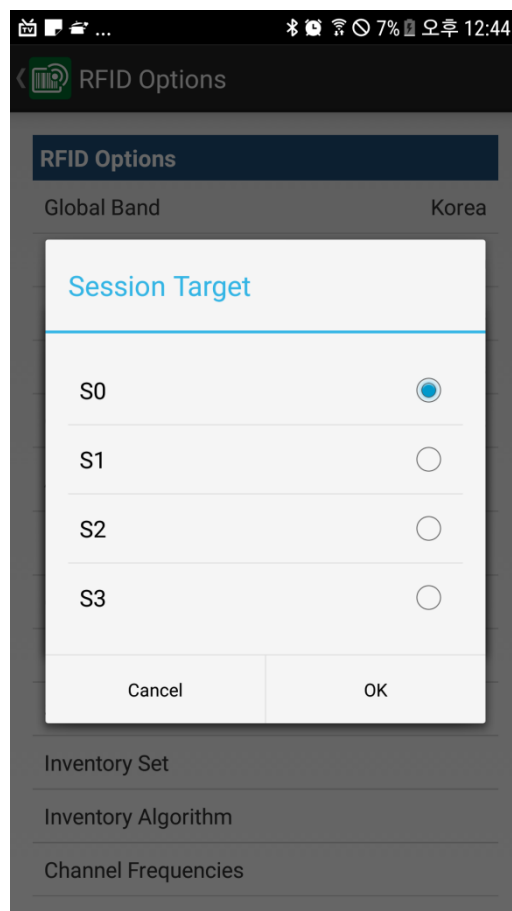 ... 7% 오후 12:44
RFID Options
RFID Options
Global Band Korea
Session Target
S0
S1
S2
S3
Cancel OK
Inventory Set
Inventory Algorithm
Channel Frequencies